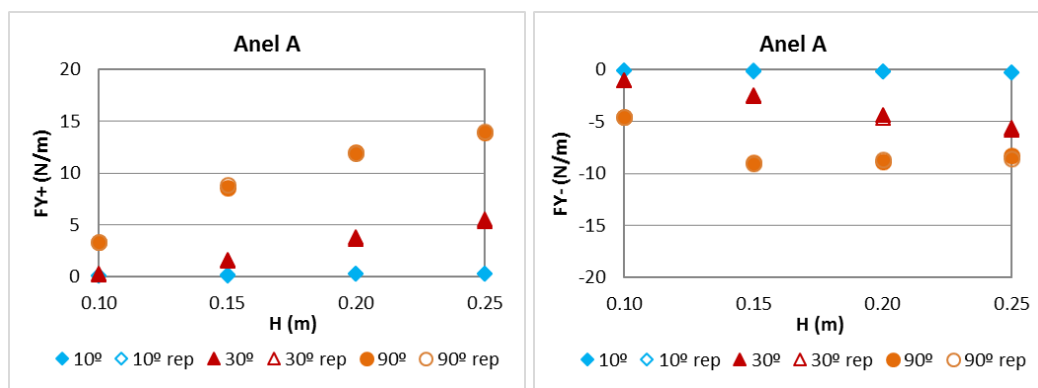 Anel A
20
15
10
5
0
FY+ (N/m)
0.10 0.15 0.20 0.25
H (m)
10º 10º rep 30º 30º rep 90º 90º rep
Anel A
0
-5
-10
-15
-20
FY- (N/m)
0.10 0.15 0.20 0.25
H (m)
10º 10º rep 30º 30º rep 90º 90º rep